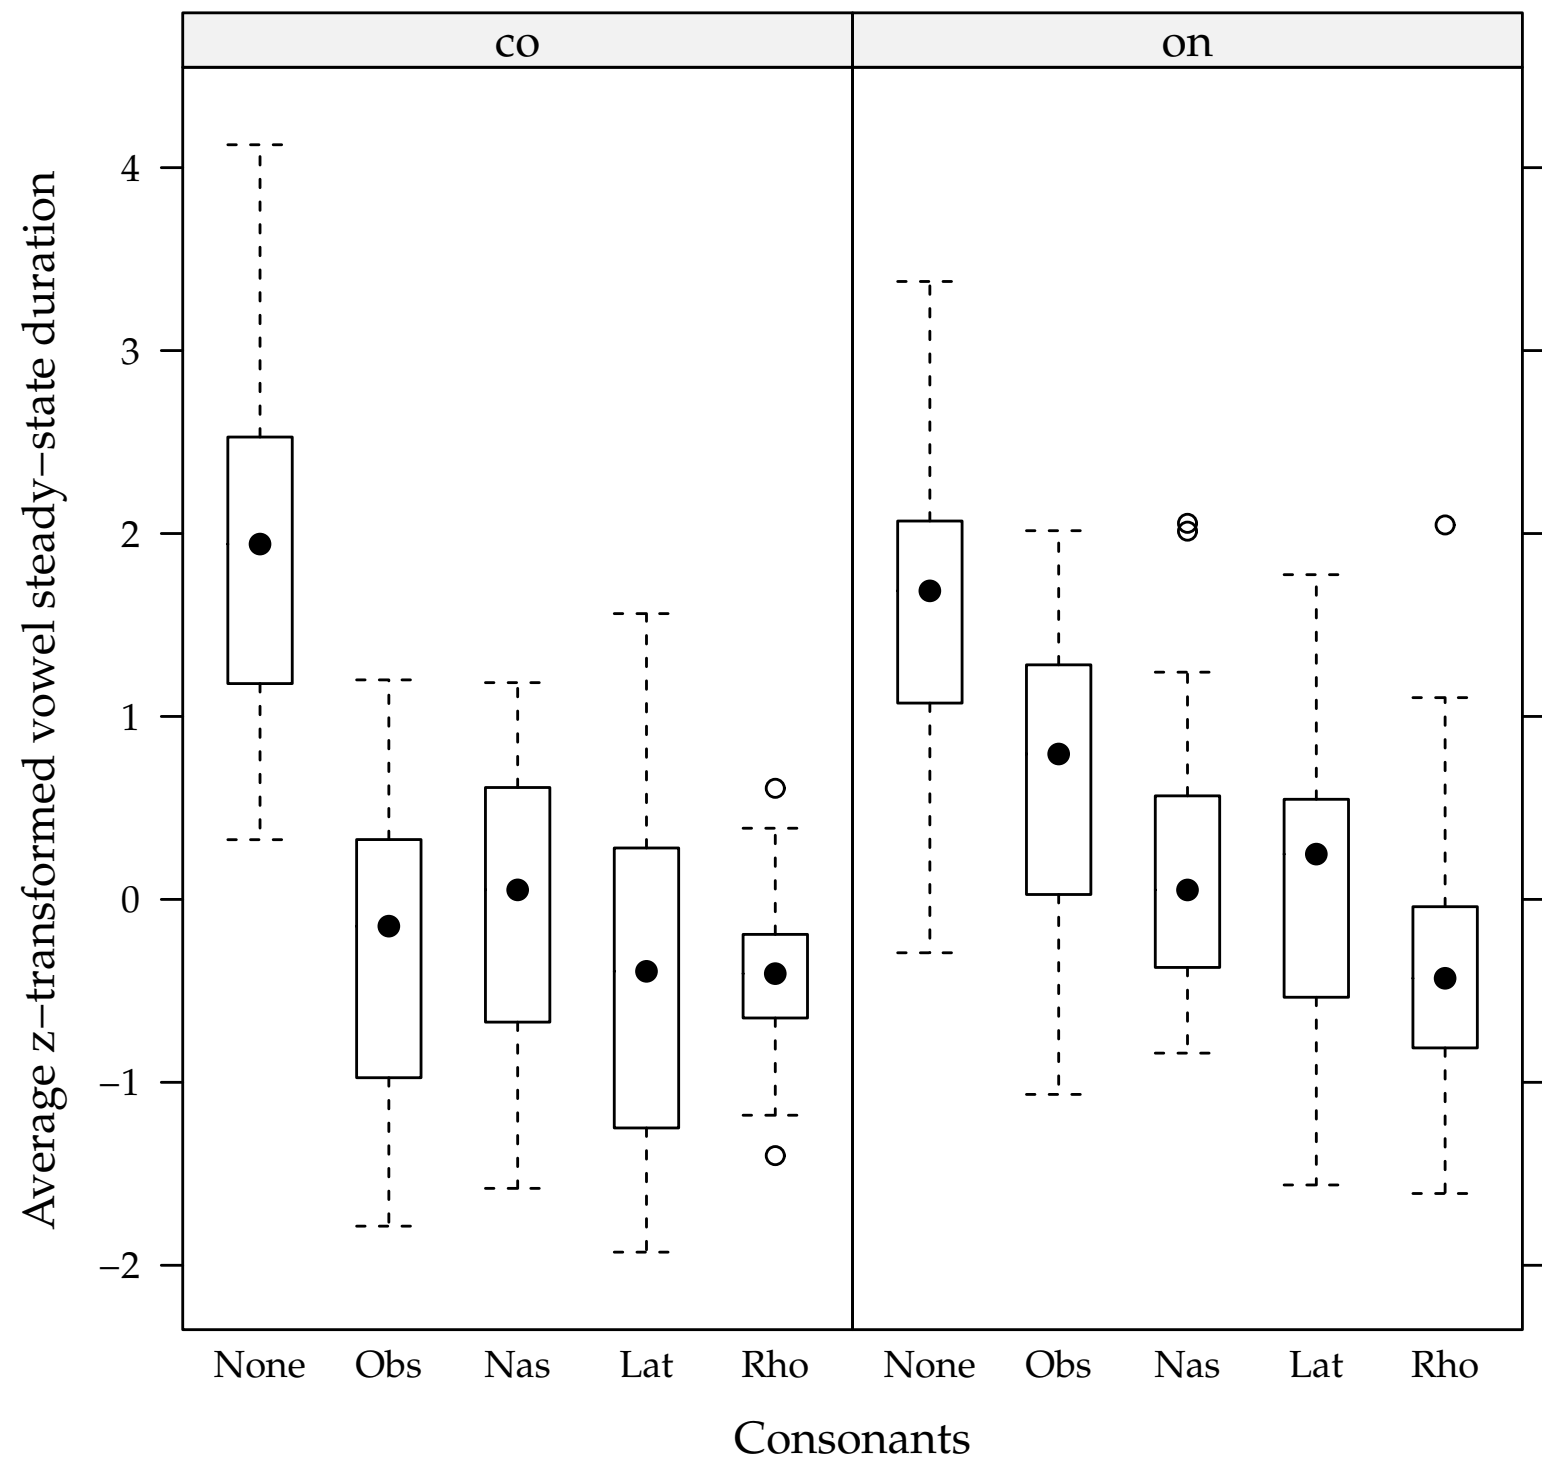 co on
Average z−transformed vowel steady−state duration
4
3
2
1
0
−1
−2
None Obs Nas Lat Rho None Obs Nas Lat Rho
Consonants